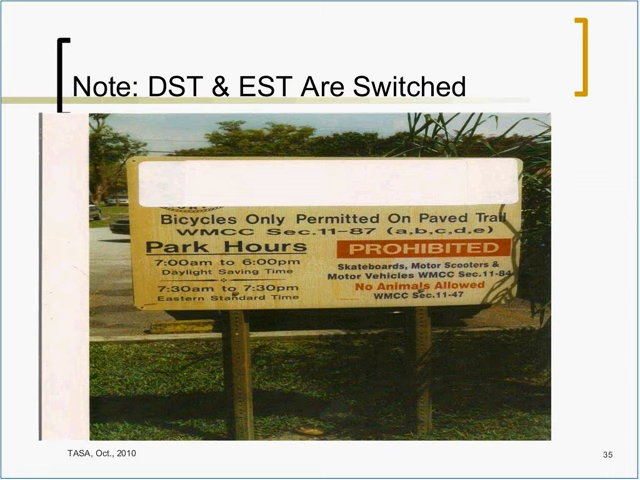 Note: DST & EST Are Switched
Bicycles Only Permitted On Paved Trail
WMCC Sec.11-87 (a,b,c,d,e)
Park Hours
7:00am to 6:00pm
Daylight Saving Time
7:30am to 7:30pm
Eastern Standard Time
PROHIBITED
Skateboards, Motor Scooters &
Motor Vehicles WMCC Sec.11-84
No Animals Allowed
WMCC Sec.11-47
TASA, Oct., 2010
35